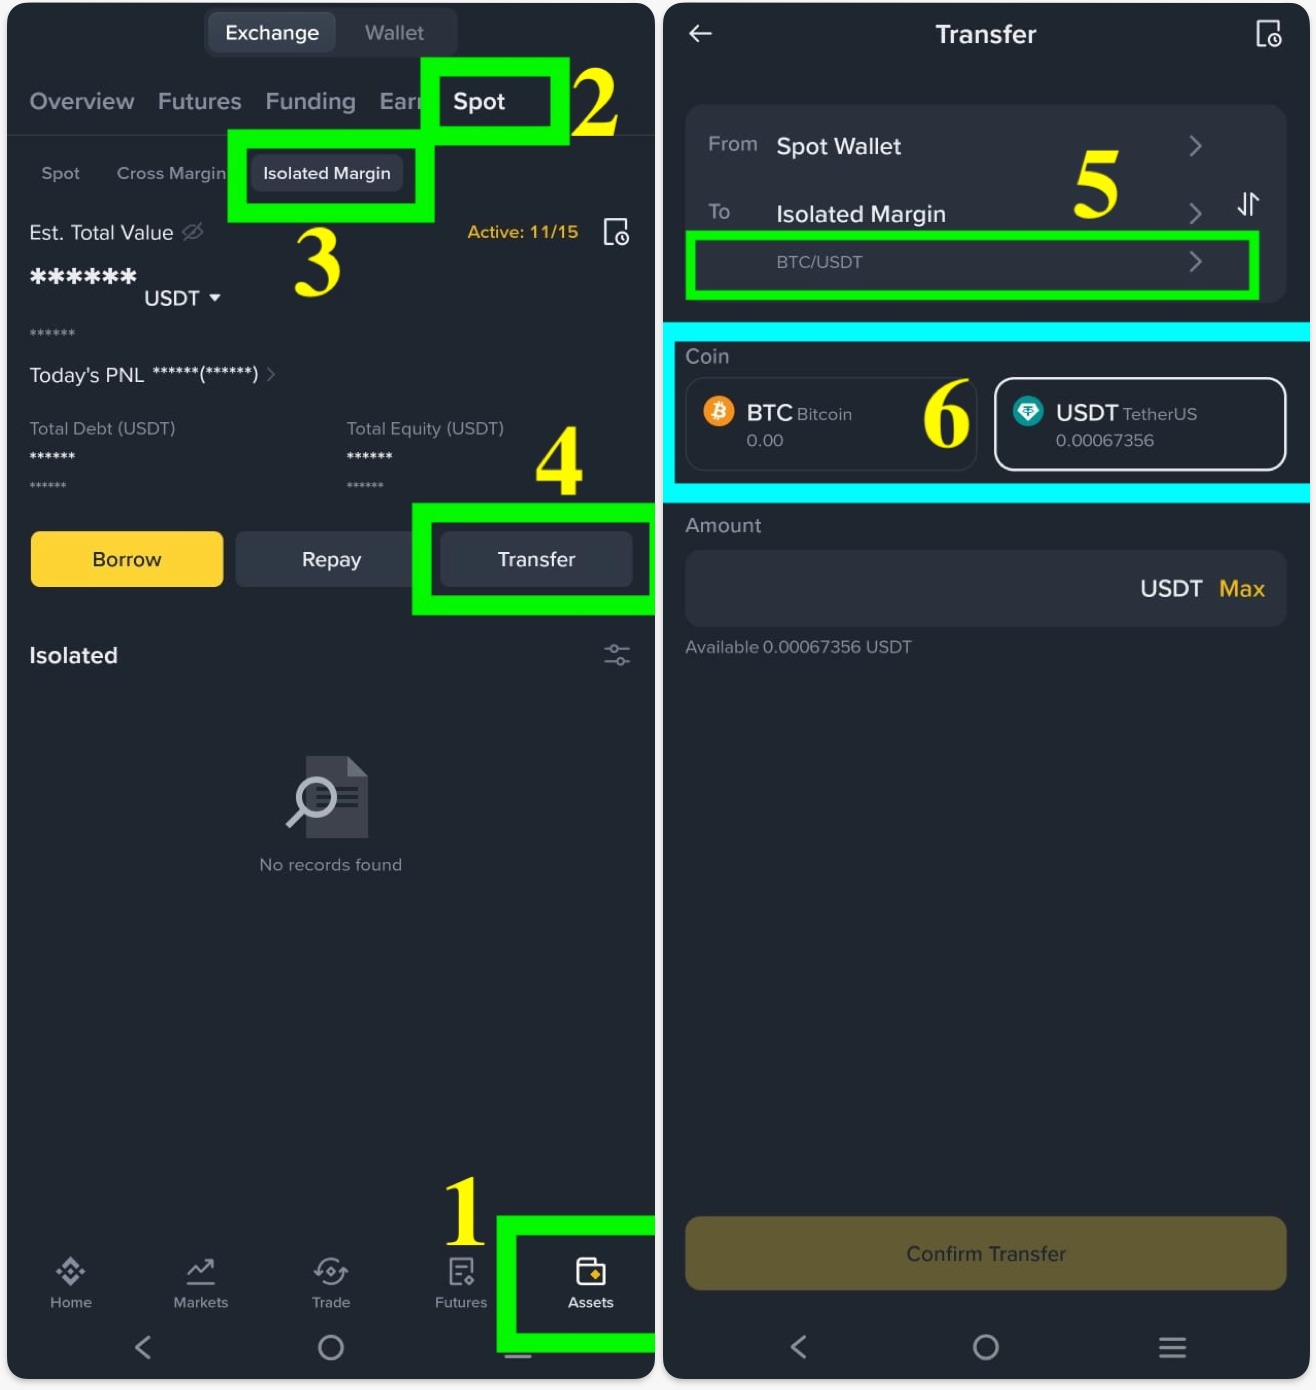 Exchange Wallet
Overview Futures Funding Earn Spot 2
Spot Cross Margin Isolated Margin
3
Est. Total Value Active: 11/15
******
USDT
******
Today's PNL ******(******)
Total Debt (USDT) Total Equity (USDT)
****** ******
****** ******
4
Borrow Repay Transfer
Isolated
No records found
1
Home Markets Trade Futures Assets
Transfer
From Spot Wallet
5
To Isolated Margin
BTC/USDT
Coin
BTC Bitcoin 6 USDT TetherUS
0.00 0.00067356
Amount
USDT Max
Available 0.00067356 USDT
Confirm Transfer